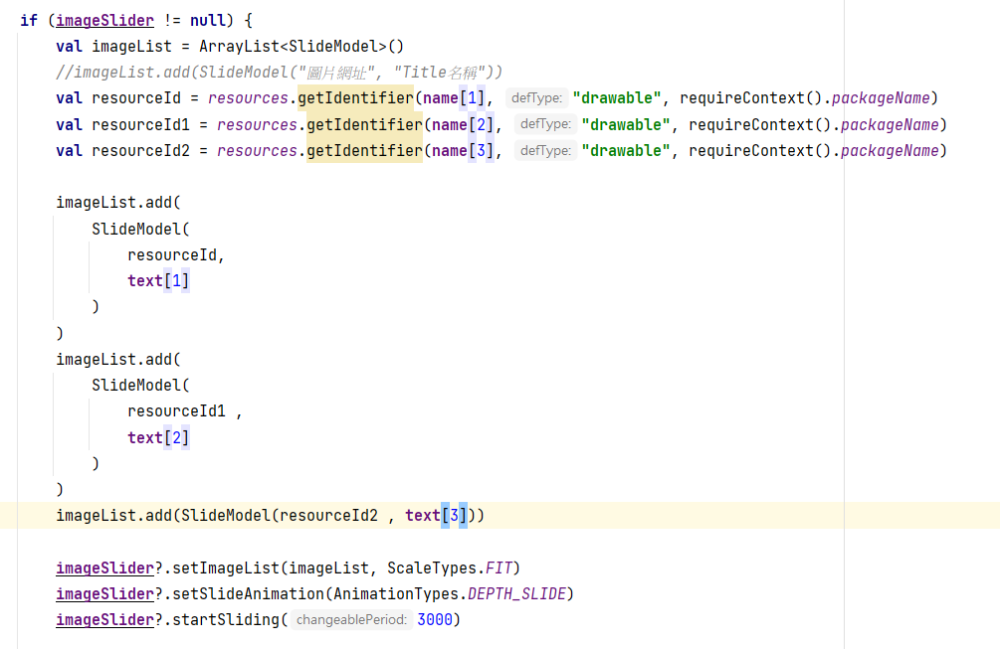 if (imageSlider != null) {
    val imageList = ArrayList<SlideModel>()
    //imageList.add(SlideModel("圖片網址", "Title名稱"))
    val resourceId = resources.getIdentifier(name[1], defType: "drawable", requireContext().packageName)
    val resourceId1 = resources.getIdentifier(name[2], defType: "drawable", requireContext().packageName)
    val resourceId2 = resources.getIdentifier(name[3], defType: "drawable", requireContext().packageName)
    imageList.add(
        SlideModel(
            resourceId,
            text[1]
        )
    )
    imageList.add(
        SlideModel(
            resourceId1 ,
            text[2]
        )
    )
    imageList.add(SlideModel(resourceId2 , text[3]))
    imageSlider?.setImageList(imageList, ScaleTypes.FIT)
    imageSlider?.setSlideAnimation(AnimationTypes.DEPTH_SLIDE)
    imageSlider?.startSliding( changeablePeriod: 3000)